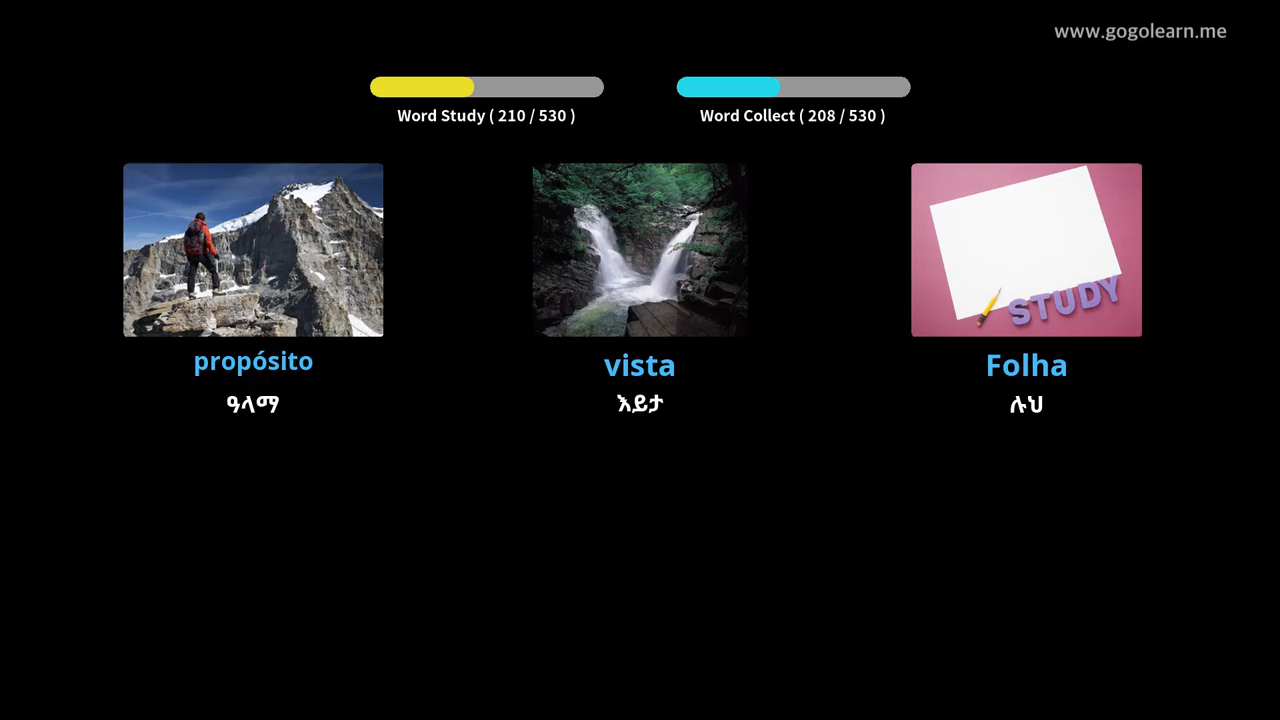 www.gogolearn.me
Word Study ( 210 / 530 )
Word Collect ( 208 / 530 )
STUDY
propósito
vista
Folha
ዓላማ
እይታ
ሉህ